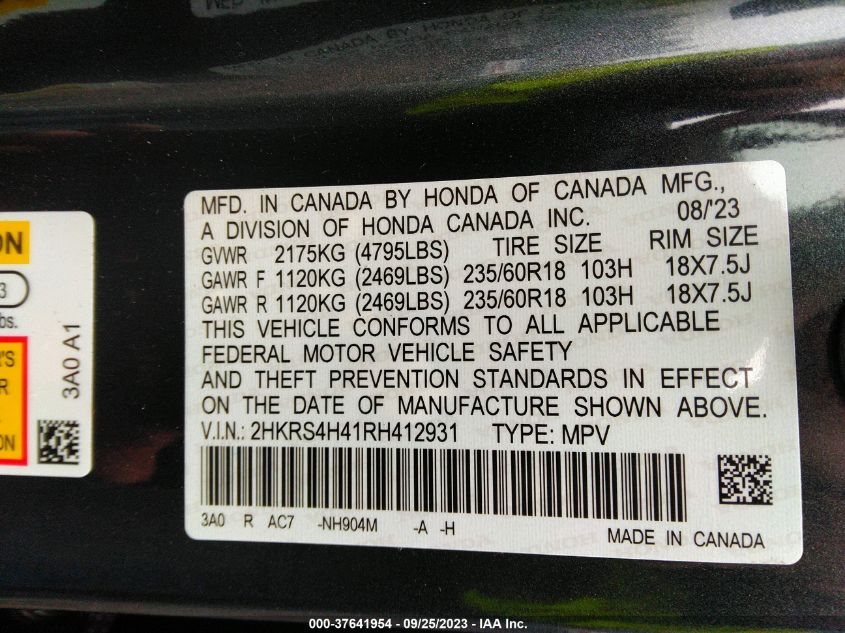 MFD. IN CANADA BY HONDA OF CANADA MFG.,
A DIVISION OF HONDA CANADA INC. 08/'23
GVWR 2175KG (4795LBS) TIRE SIZE RIM SIZE
GAWR F 1120KG (2469LBS) 235/60R18 103H 18X7.5J
GAWR R 1120KG (2469LBS) 235/60R18 103H 18X7.5J
THIS VEHICLE CONFORMS TO ALL APPLICABLE
FEDERAL MOTOR VEHICLE SAFETY
AND THEFT PREVENTION STANDARDS IN EFFECT
ON THE DATE OF MANUFACTURE SHOWN ABOVE.
V.I.N.: 2HKRS4H41RH412931 TYPE: MPV
3A0 R AC7 -NH904M -A -H
MADE IN CANADA
ON
3
bs.
'S
R
ON
3A0 A1
000-37641954 - 09/25/2023 - IAA Inc.